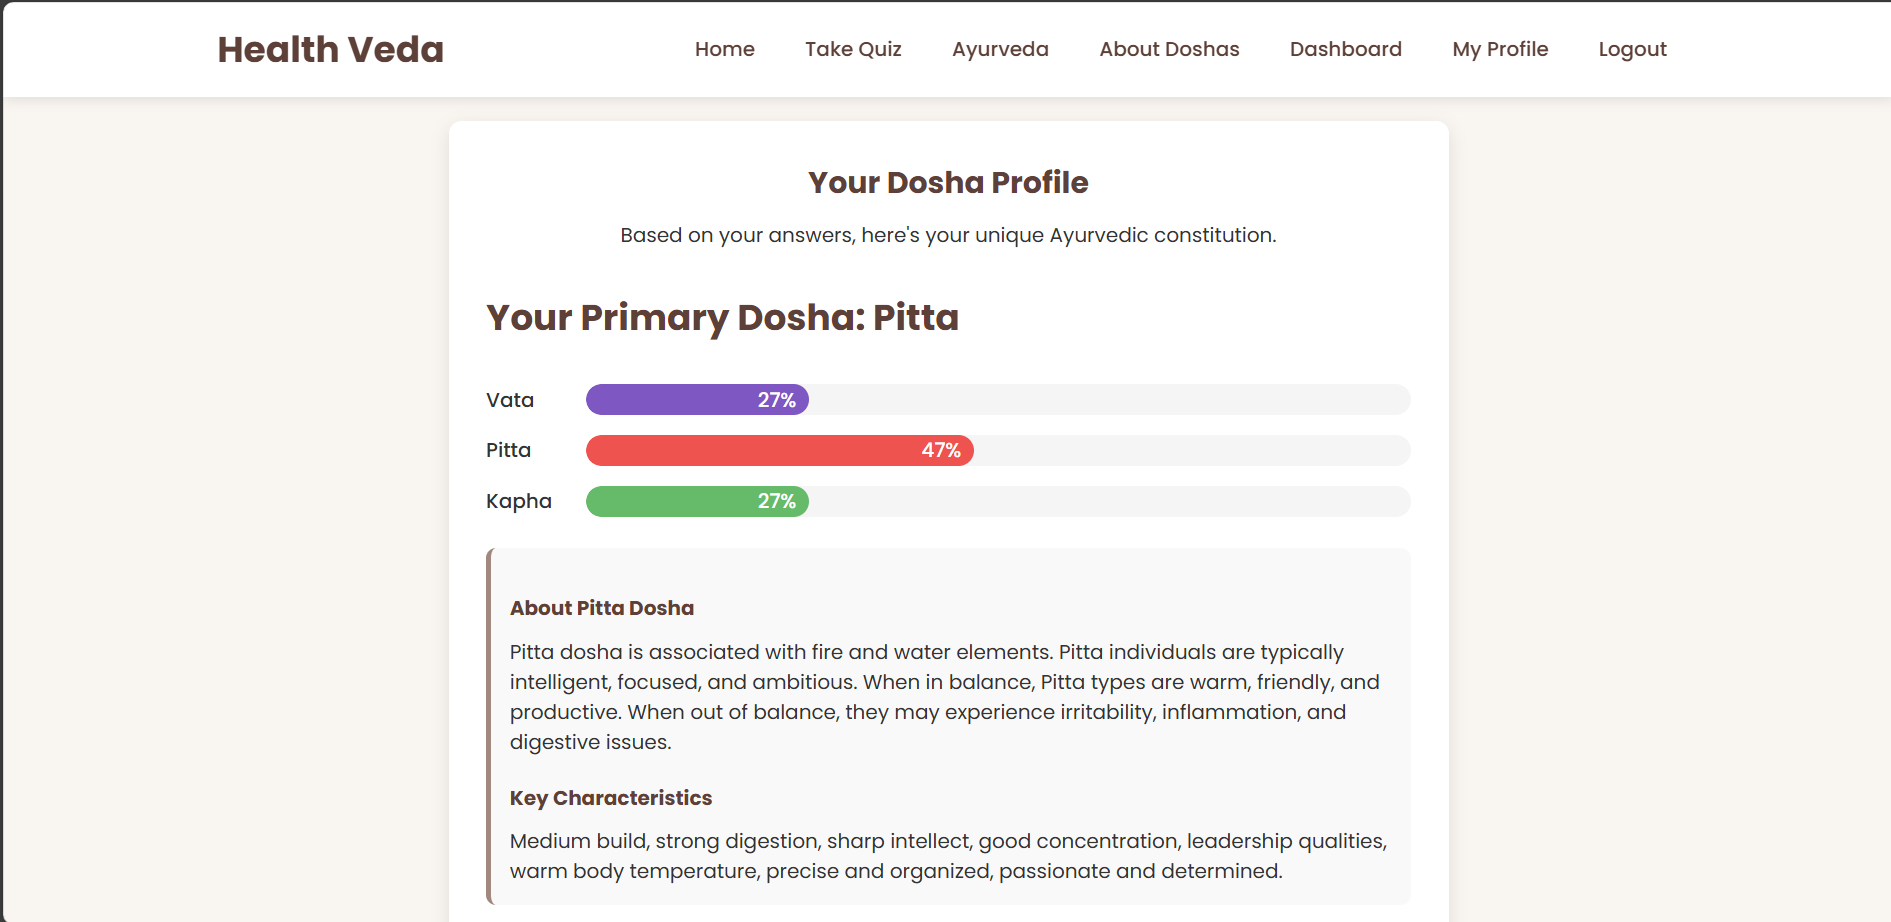 Health Veda
Home Take Quiz Ayurveda About Doshas Dashboard My Profile Logout
Your Dosha Profile
Based on your answers, here's your unique Ayurvedic constitution.
Your Primary Dosha: Pitta
Vata 27%
Pitta 47%
Kapha 27%
About Pitta Dosha
Pitta dosha is associated with fire and water elements. Pitta individuals are typically
intelligent, focused, and ambitious. When in balance, Pitta types are warm, friendly, and
productive. When out of balance, they may experience irritability, inflammation, and
digestive issues.
Key Characteristics
Medium build, strong digestion, sharp intellect, good concentration, leadership qualities,
warm body temperature, precise and organized, passionate and determined.